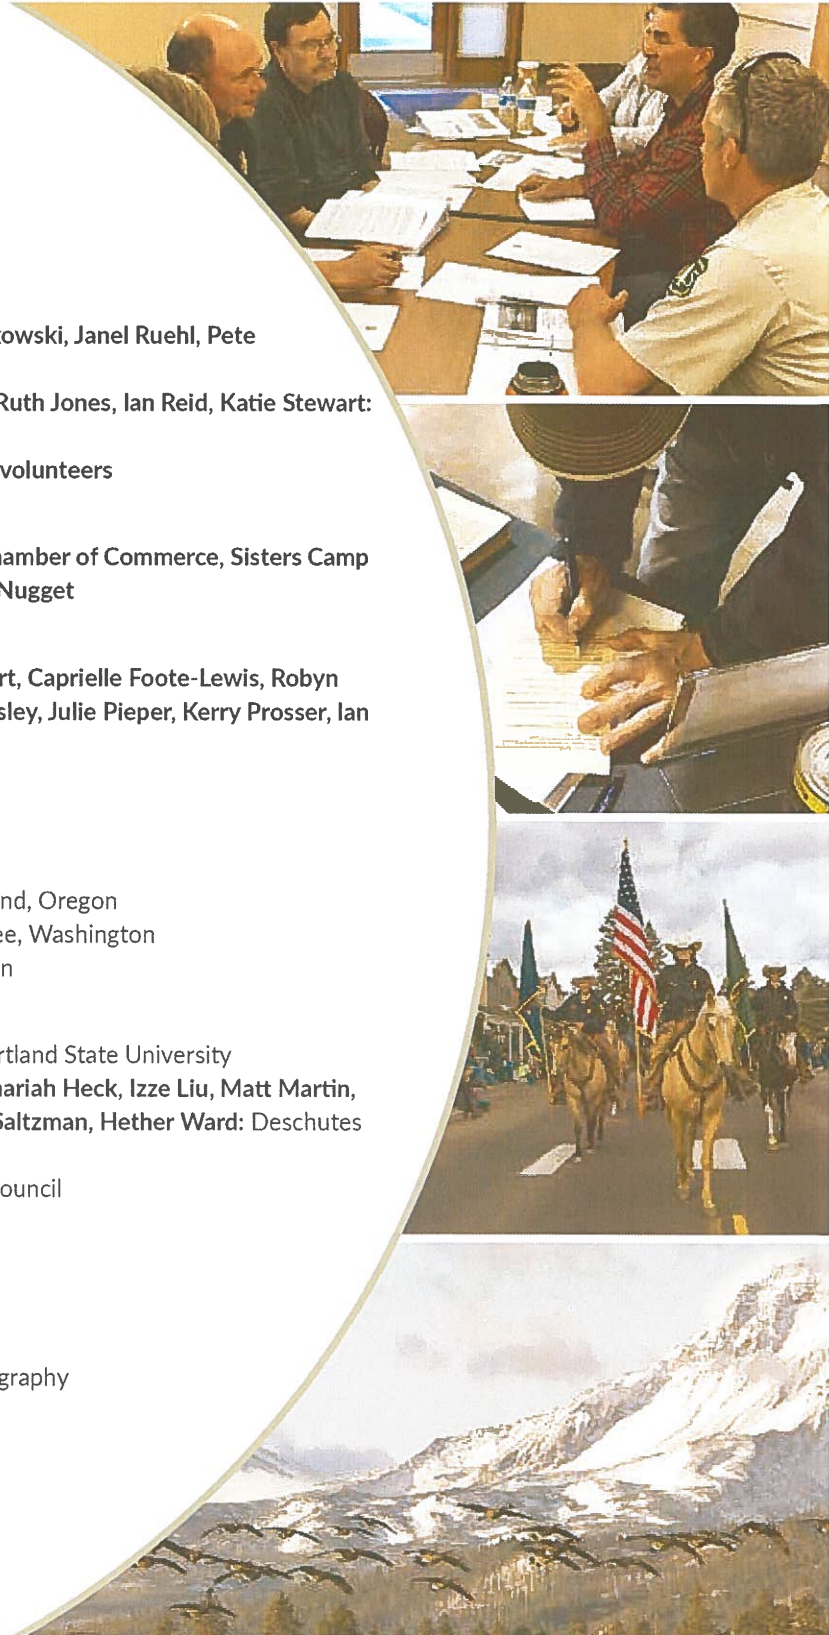 kowski, Janel Ruehl, Pete
Ruth Jones, Ian Reid, Katie Stewart:
volunteers
hamber of Commerce, Sisters Camp
Nugget
rt, Caprielle Foote-Lewis, Robyn
sley, Julie Pieper, Kerry Prosser, Ian
nd, Oregon
ee, Washington
n
rtland State University
hariah Heck, Izze Liu, Matt Martin,
Saltzman, Hether Ward: Deschutes
ouncil
graphy